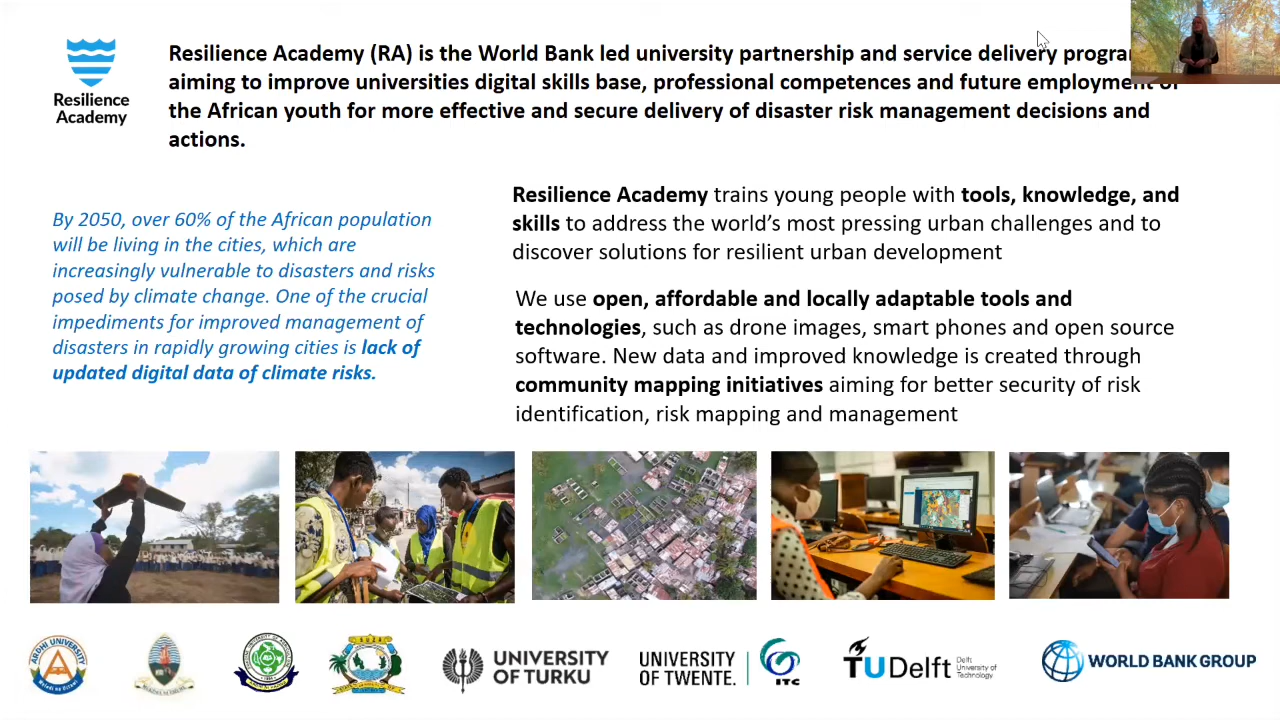 Resilience
Academy
Resilience Academy (RA) is the World Bank led university partnership and service delivery
aiming to improve universities digital skills base, professional competences and future employment of
the African youth for more effective and secure delivery of disaster risk management decisions and
actions.
By 2050, over 60% of the African population
will be living in the cities, which are
increasingly vulnerable to disasters and risks
posed by climate change. One of the crucial
impediments for improved management of
disasters in rapidly growing cities is lack of
updated digital data of climate risks.
Resilience Academy trains young people with tools, knowledge, and
skills to address the world's most pressing urban challenges and to
discover solutions for resilient urban development
We use open, affordable and locally adaptable tools and
technologies, such as drone images, smart phones and open source
software. New data and improved knowledge is created through
community mapping initiatives aiming for better security of risk
identification, risk mapping and management
ARDHI UNIVERSITY
SUZA
UNIVERSITY
OF TURKU
UNIVERSITY
OF TWENTE.
ITC
TUDelft
Delft
University of
Technology
WORLD BANK GROUP